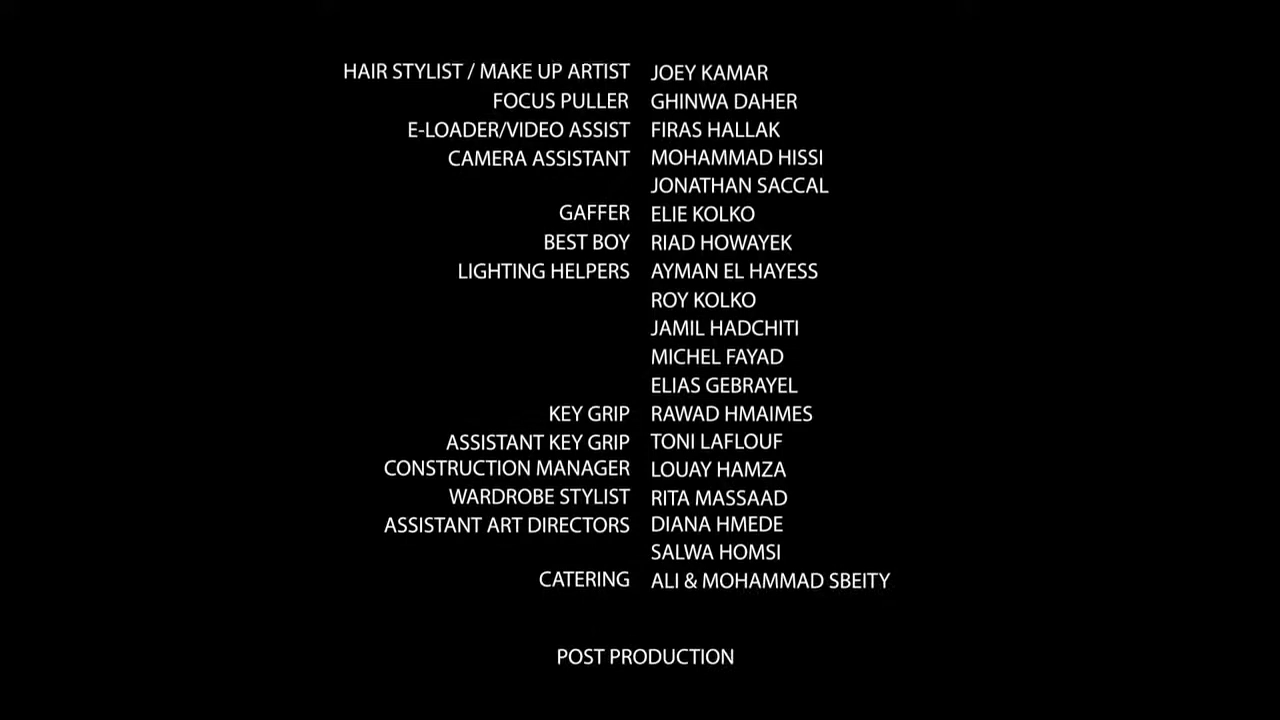 HAIR STYLIST / MAKE UP ARTIST JOEY KAMAR
FOCUS PULLER GHINWA DAHER
E-LOADER/VIDEO ASSIST FIRAS HALLAK
CAMERA ASSISTANT MOHAMMAD HISSI
JONATHAN SACCAL
GAFFER ELIE KOLKO
BEST BOY RIAD HOWAYEK
LIGHTING HELPERS AYMAN EL HAYESS
ROY KOLKO
JAMIL HADCHITI
MICHEL FAYAD
ELIAS GEBRAYEL
KEY GRIP RAWAD HMAIMES
ASSISTANT KEY GRIP TONI LAFLOUF
CONSTRUCTION MANAGER LOUAY HAMZA
WARDROBE STYLIST RITA MASSAAD
ASSISTANT ART DIRECTORS DIANA HMEDE
SALWA HOMSI
CATERING ALI & MOHAMMAD SBEITY
POST PRODUCTION